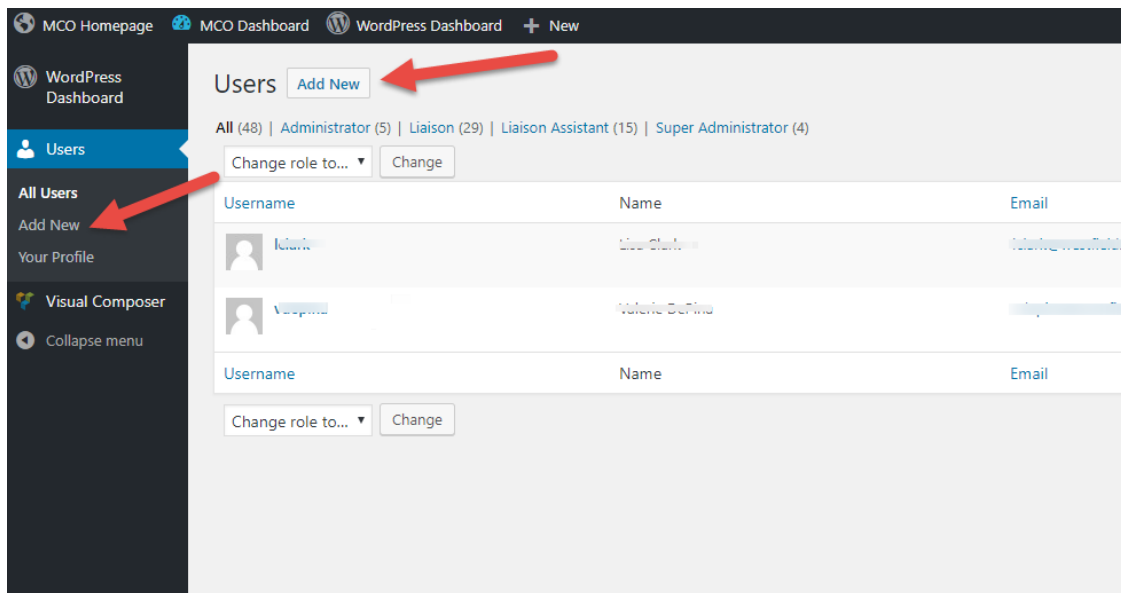 MCO Homepage MCO Dashboard WordPress Dashboard + New
WordPress
Dashboard
Users
All Users
Add New
Your Profile
Visual Composer
Collapse menu
Users Add New
All (48) | Administrator (5) | Liaison (29) | Liaison Assistant (15) | Super Administrator (4)
Change role to... Change
Username Name Email
Username Name Email
Change role to... Change